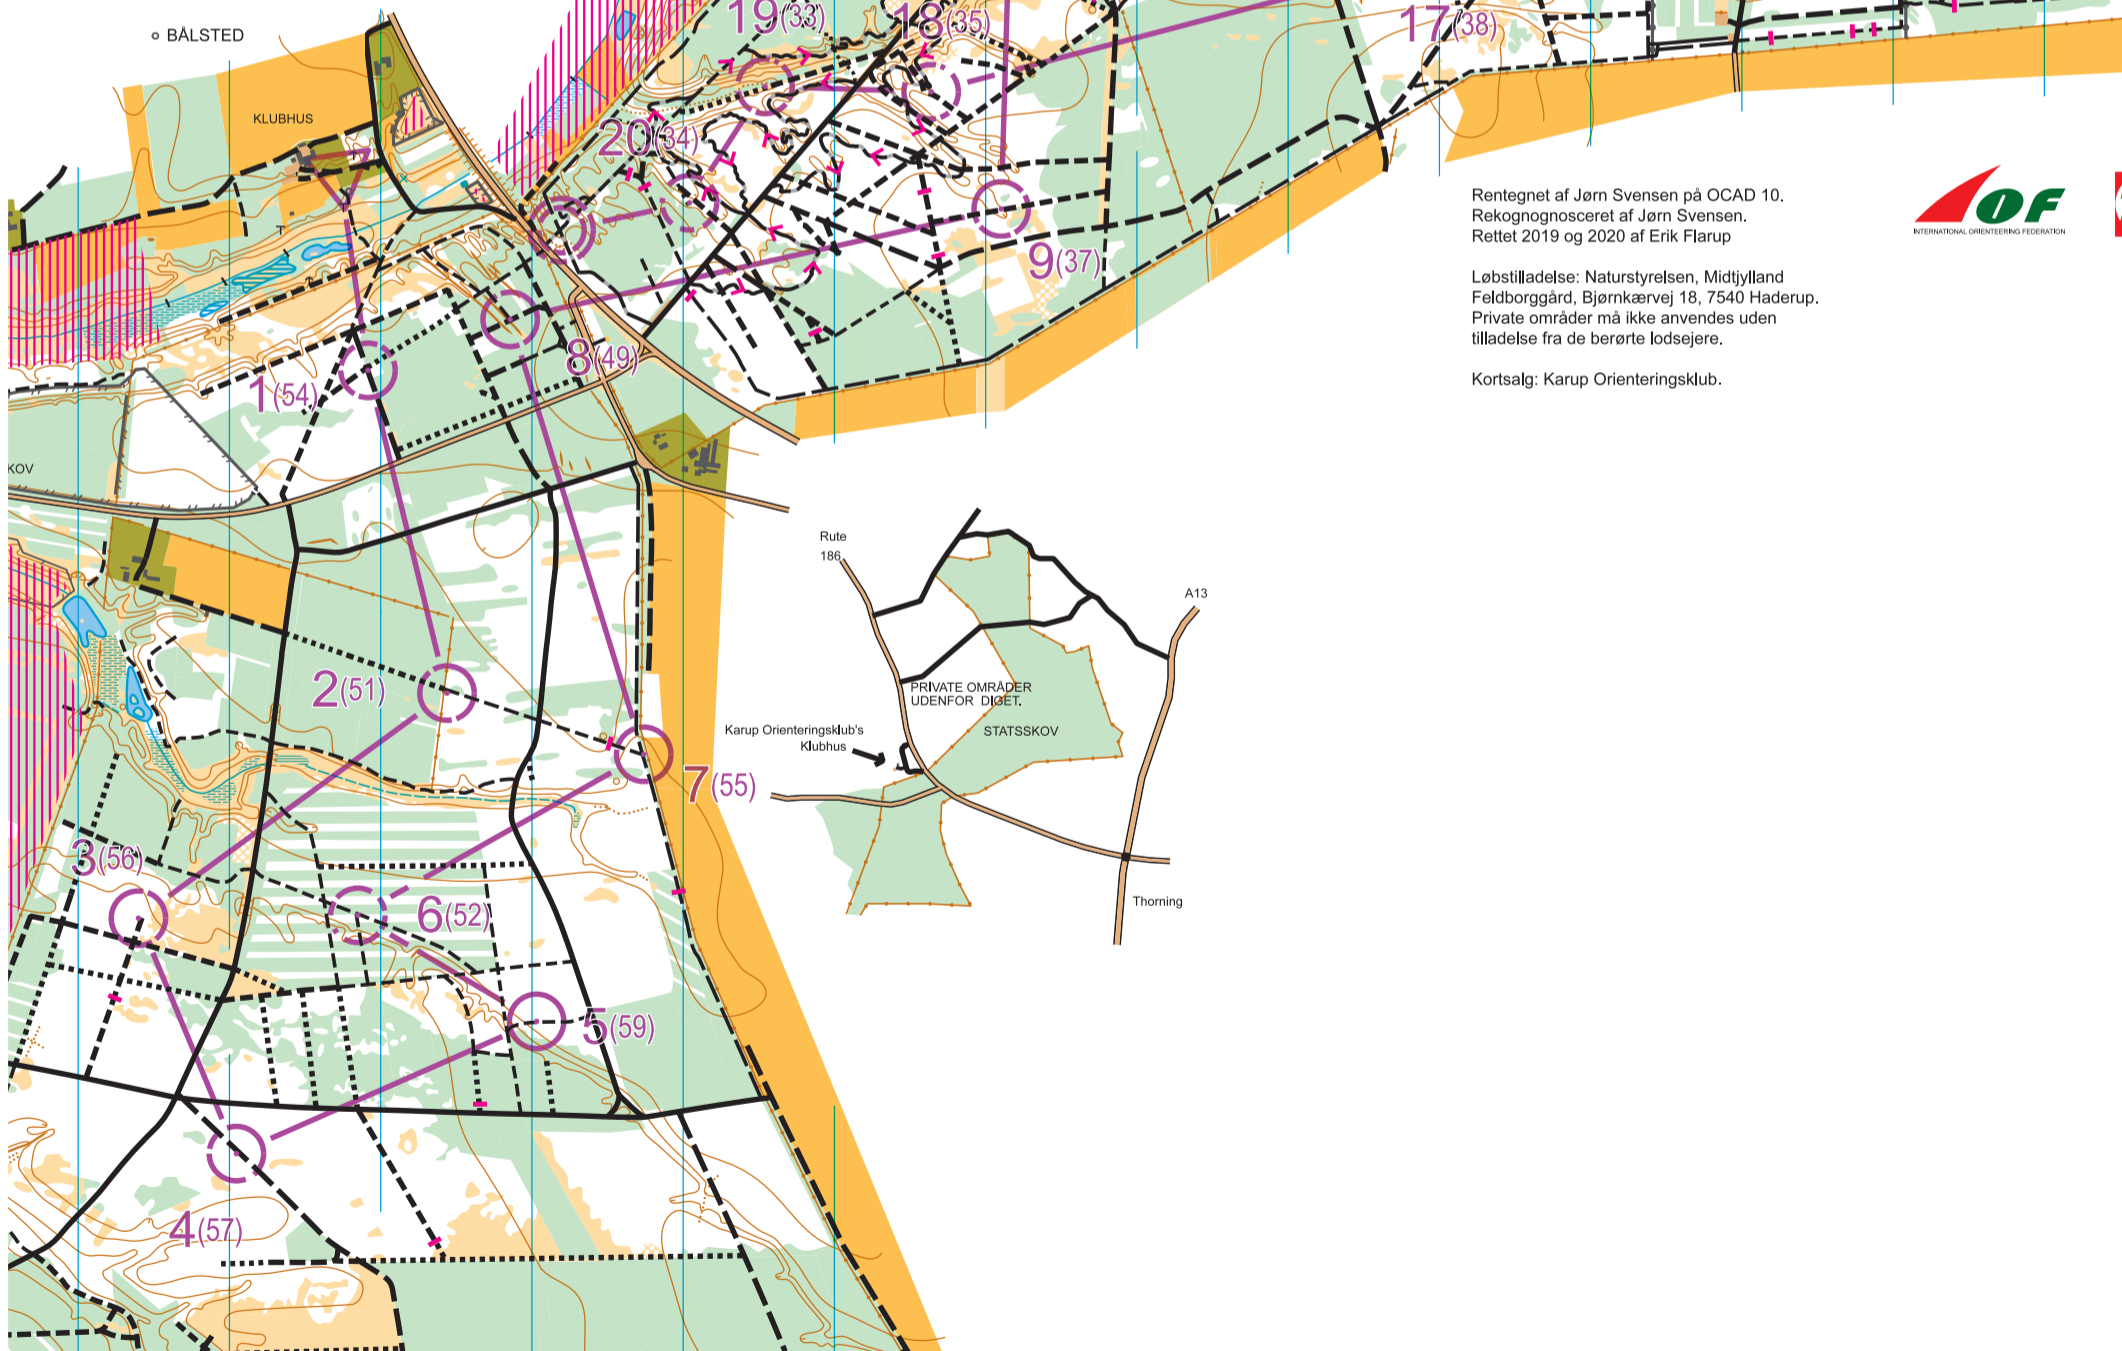 BÅLSTED
19(33)
18(35)
17(38)
KLUBHUS
20(34)
9(37)
8(49)
1(54)
KOV
2(51)
7(55)
3(56)
6(52)
5(59)
4(57)
Rentegnet af Jørn Svensen på OCAD 10.
Rekognognosceret af Jørn Svensen.
Rettet 2019 og 2020 af Erik Flarup
Løbstilladelse: Naturstyrelsen, Midtjylland
Feldborggård, Bjørnkærvej 18, 7540 Haderup.
Private områder må ikke anvendes uden
tilladelse fra de berørte lodsejere.
Kortsalg: Karup Orienteringsklub.
IOF
INTERNATIONAL ORIENTEERING FEDERATION
Rute
186
A13
PRIVATE OMRÅDER
UDENFOR DIGET.
STATSSKOV
Karup Orienteringsklub's
Klubhus
Thorning